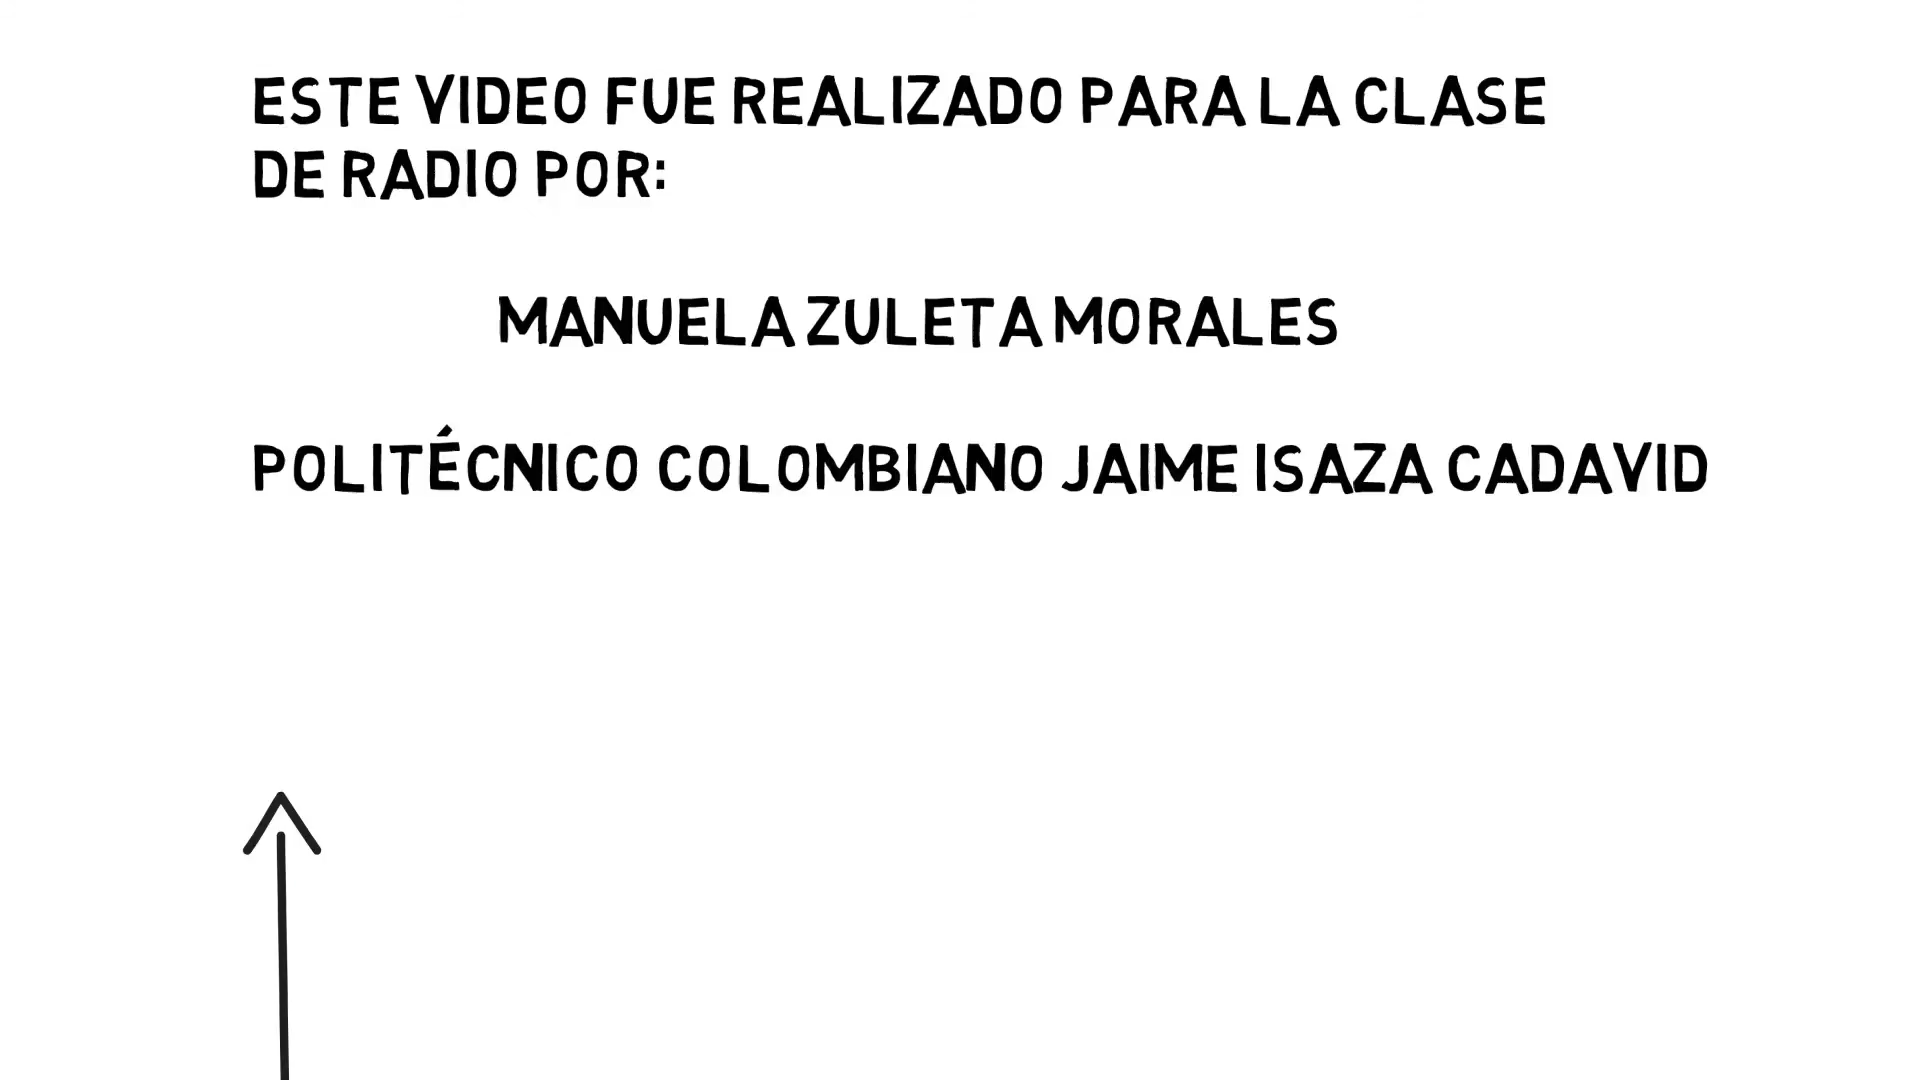 ESTE VIDEO FUE REALIZADO PARA LA CLASE
DE RADIO POR:
MANUELA ZULETA MORALES
POLITÉCNICO COLOMBIANO JAIME ISAZA CADAVID